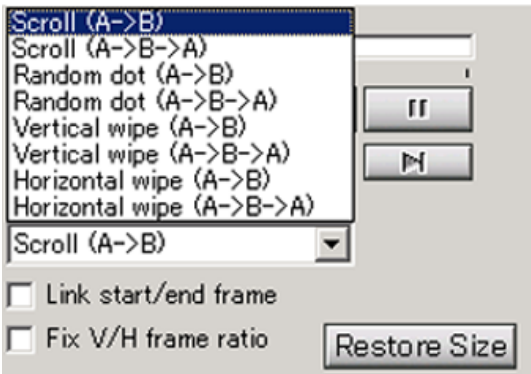 Scroll (A->B)
Scroll (A->B->A)
Random dot (A->B)
Random dot (A->B->A)
Vertical wipe (A->B)
Vertical wipe (A->B->A)
Horizontal wipe (A->B)
Horizontal wipe (A->B->A)
Scroll (A->B)
Link start/end frame
Fix V/H frame ratio
Restore Size